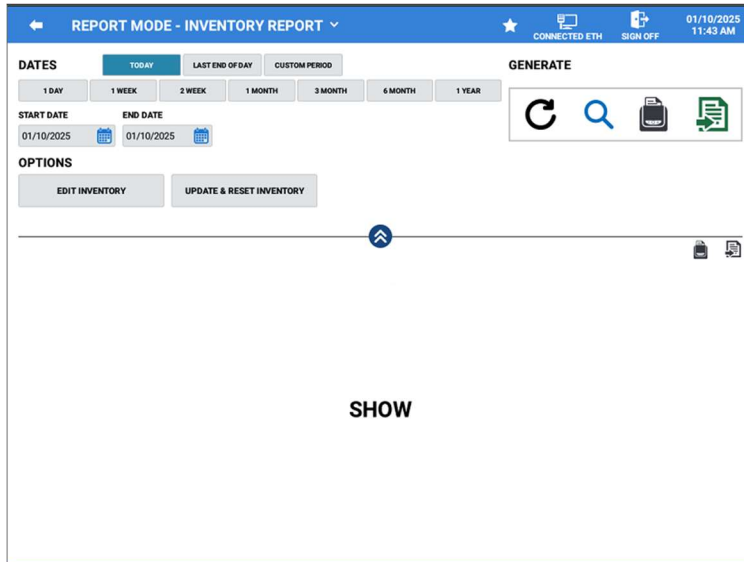 REPORT MODE - INVENTORY REPORT
CONNECTED ETH
SIGN OFF
01/10/2025
11:43 AM
DATES
TODAY
LAST END OF DAY
CUSTOM PERIOD
1 DAY
1 WEEK
2 WEEK
1 MONTH
3 MONTH
6 MONTH
1 YEAR
START DATE
END DATE
01/10/2025
01/10/2025
OPTIONS
EDIT INVENTORY
UPDATE & RESET INVENTORY
GENERATE
SHOW